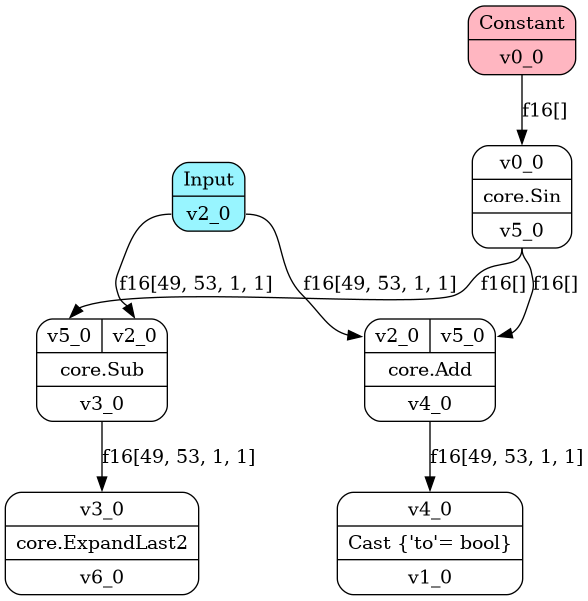 Constant
v0_0
f16[]
v0_0
core.Sin
v5_0
Input
v2_0
f16[49, 53, 1, 1]
f16[49, 53, 1, 1]
f16[]
f16[]
v5_0
v2_0
core.Sub
v3_0
v2_0
v5_0
core.Add
v4_0
f16[49, 53, 1, 1]
f16[49, 53, 1, 1]
v3_0
core.ExpandLast2
v6_0
v4_0
Cast {'to'= bool}
v1_0